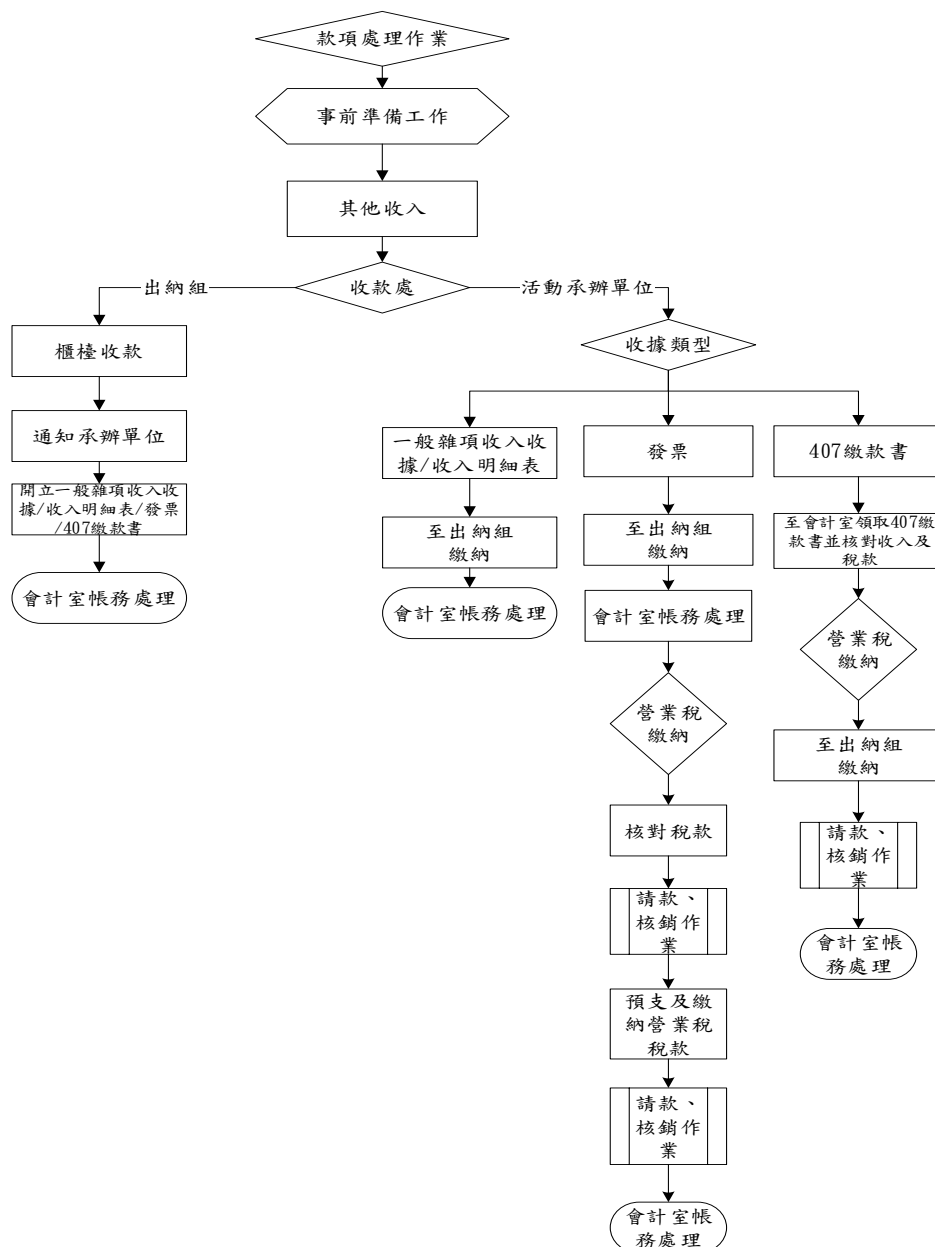 款項處理作業
事前準備工作
其他收入
收款處
出納組
活動承辦單位
櫃檯收款
通知承辦單位
開立一般雜項收入收
據/收入明細表/發票
/407繳款書
會計室帳務處理
收據類型
一般雜項收入收
據/收入明細表
至出納組
繳納
會計室帳務處理
發票
至出納組
繳納
會計室帳務處理
營業稅
繳納
核對稅款
請款、
核銷作
業
預支及繳
納營業稅
稅款
請款、
核銷作
業
會計室帳
務處理
407繳款書
至會計室領取407繳
款書並核對收入及
稅款
營業稅
繳納
至出納組
繳納
請款、
核銷作
業
會計室帳
務處理